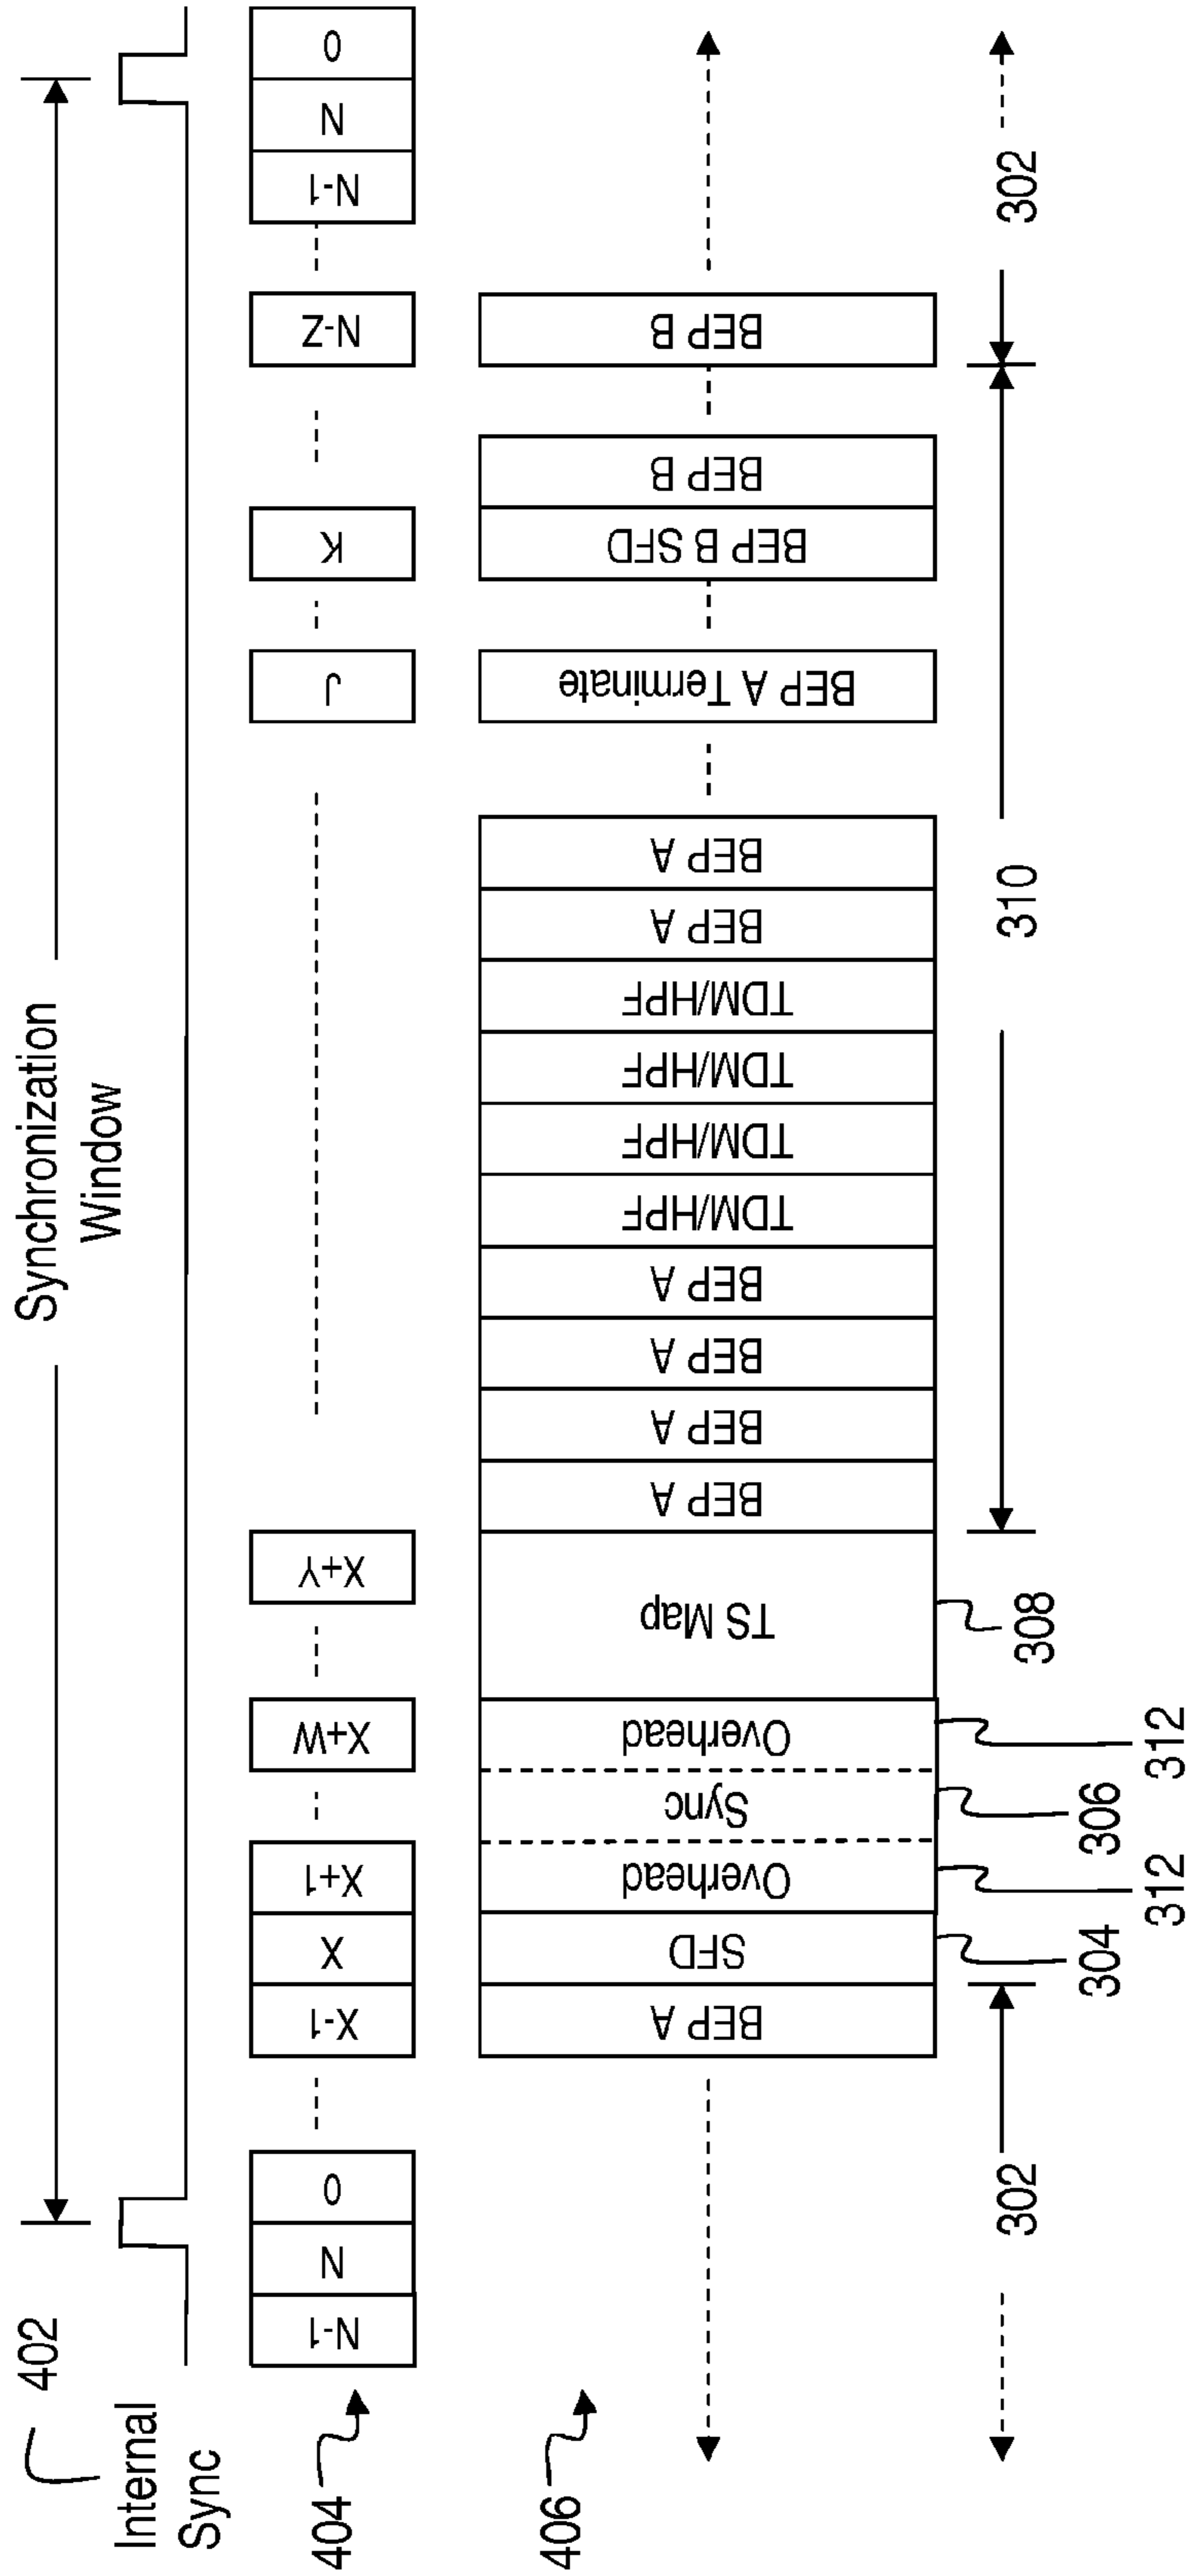 Synchronization
Window
402
Internal
Sync
404
N-1 N 0 X-1 X X+1 X+W X+Y J K N-Z N-1 N 0
406
BEP A SFD Overhead Sync Overhead TS Map BEP A BEP A BEP A BEP A TDM/HPF TDM/HPF TDM/HPF TDM/HPF BEP A BEP A BEP A Terminate BEP B SFD BEP B BEP B
302 304 312 306 312 308 310 302